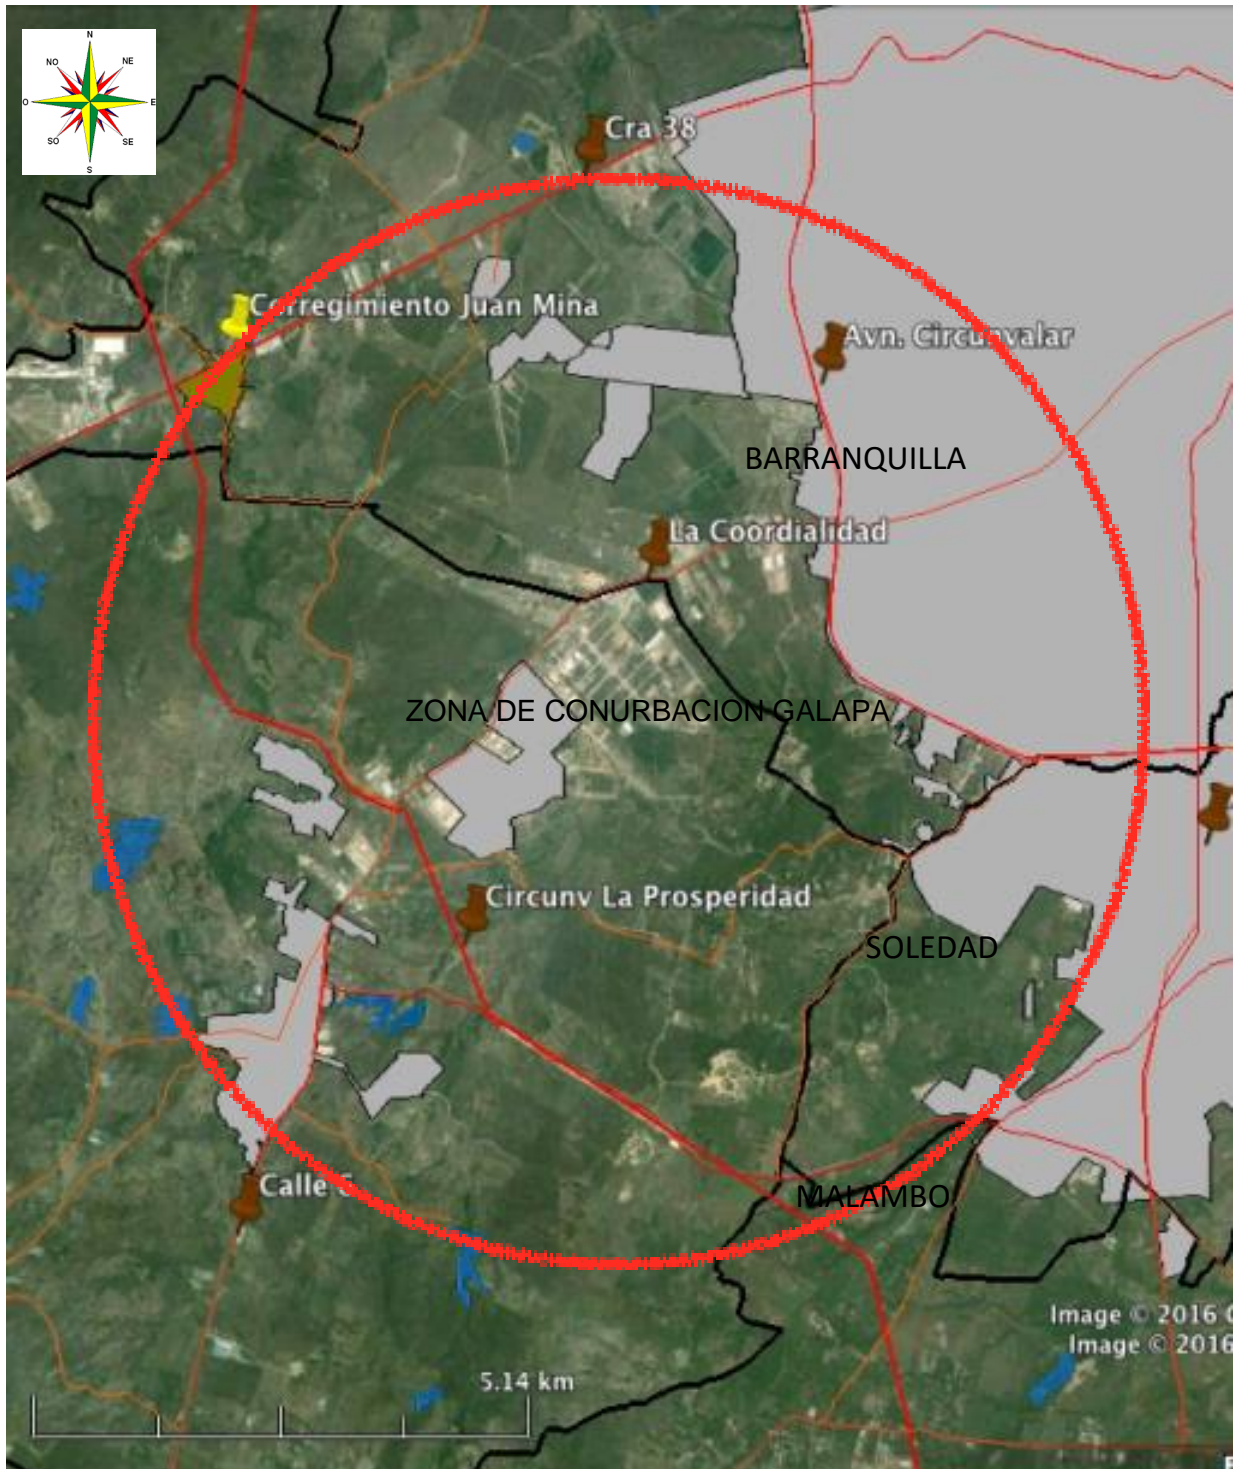 N
NO
NE
O
E
SO
SE
S
Cra 38
Corregimiento Juan Mina
Avn. Circunvalar
BARRANQUILLA
La Coordialidad
ZONA DE CONURBACION GALAPA
Circunv La Prosperidad
SOLEDAD
Calle 6
MALAMBO
Image © 2016
Image © 2016
5.14 km